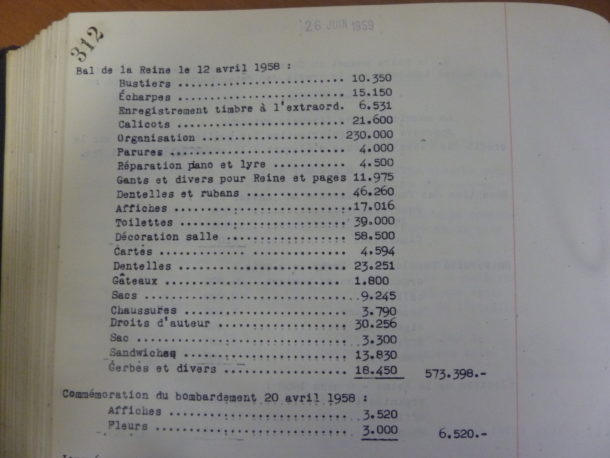 26 JUIN 1959
312
Bal de la Reine le 12 avril 1958 :
Bustiers ........................ 10.350
Écharpes ........................ 15.150
Enregistrement timbre à l'extraord. 6.531
Calicots ........................ 21.600
Organisation .................... 230.000
Parures ......................... 4.000
Réparation piano et lyre ........ 4.500
Gants et divers pour Reine et pages 11.975
Dentelles et rubans ............. 46.260
Affiches ........................ 17.016
Toilettes ....................... 39.000
Décoration salle ................ 58.500
Cartes .......................... 4.594
Dentelles ....................... 23.251
Gâteaux ......................... 1.800
Sacs ............................ 9.245
Chaussures ...................... 3.790
Droits d'auteur ................. 30.256
Sac ............................. 3.300
Sandwiches ...................... 13.830
Gerbes et divers ................ 18.450 573.398.-
Commémoration du bombardement 20 avril 1958 :
Affiches ........................ 3.520
Fleurs .......................... 3.000 6.520.-